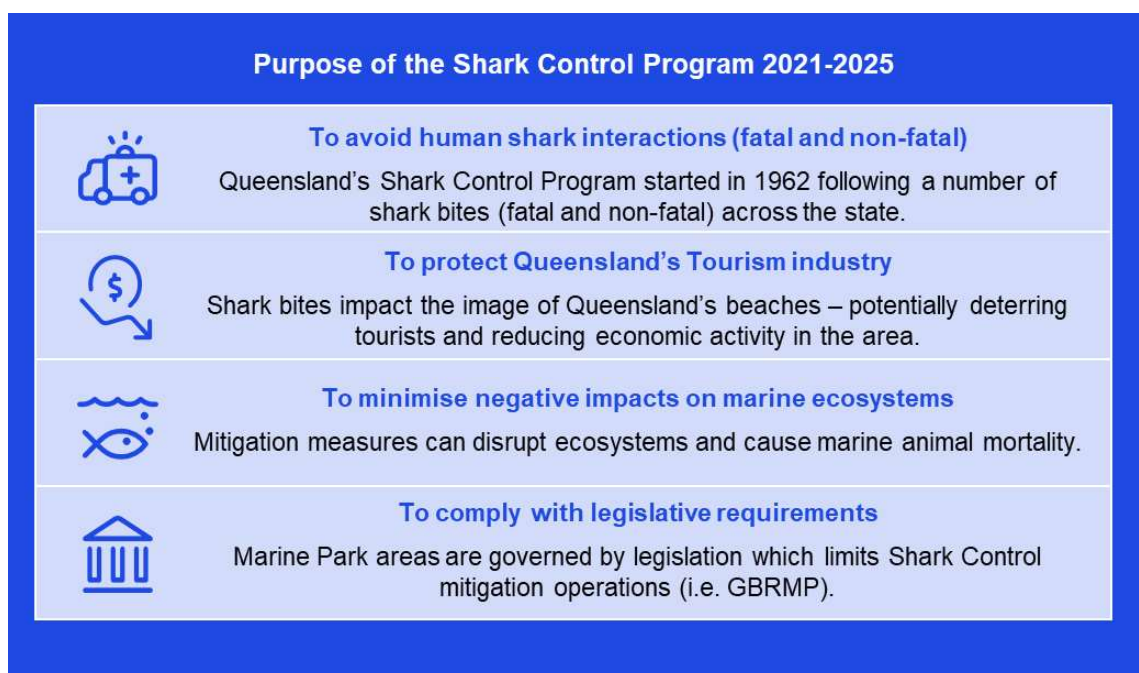 Purpose of the Shark Control Program 2021-2025
To avoid human shark interactions (fatal and non-fatal)
Queensland’s Shark Control Program started in 1962 following a number of
shark bites (fatal and non-fatal) across the state.
To protect Queensland’s Tourism industry
$
Shark bites impact the image of Queensland’s beaches – potentially deterring
tourists and reducing economic activity in the area.
To minimise negative impacts on marine ecosystems
Mitigation measures can disrupt ecosystems and cause marine animal mortality.
To comply with legislative requirements
Marine Park areas are governed by legislation which limits Shark Control
mitigation operations (i.e. GBRMP).